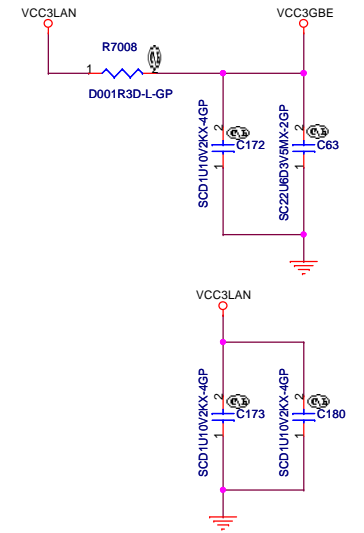 VCC3LAN
VCC3GBE
R7008
1
2
D001R3D-L-GP
SCD1U10V2KX-4GP
2
1
C172
SC22U6D3V5MX-2GP
2
1
C63
VCC3LAN
SCD1U10V2KX-4GP
2
1
C173
SCD1U10V2KX-4GP
2
1
C180